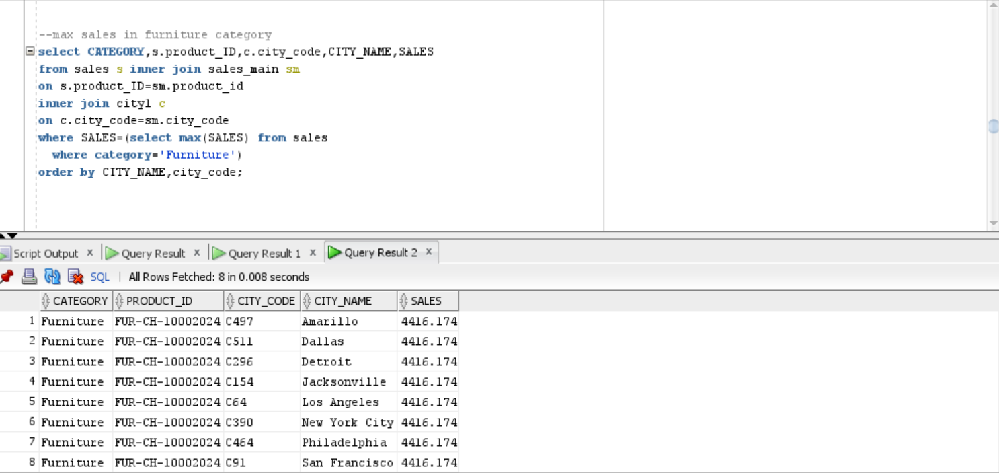 --max sales in furniture category
select CATEGORY,s.product_ID,c.city_code,CITY_NAME,SALES
from sales s inner join sales_main sm
on s.product_ID=sm.product_id
inner join city1 c
on c.city_code=sm.city_code
where SALES=(select max(SALES) from sales
where category='Furniture')
order by CITY_NAME,city_code;
Script Output x Query Result x Query Result 1 x Query Result 2 x
SQL | All Rows Fetched: 8 in 0.008 seconds
CATEGORY PRODUCT_ID CITY_CODE CITY_NAME SALES
1 Furniture FUR-CH-10002024 C497 Amarillo 4416.174
2 Furniture FUR-CH-10002024 C511 Dallas 4416.174
3 Furniture FUR-CH-10002024 C296 Detroit 4416.174
4 Furniture FUR-CH-10002024 C154 Jacksonville 4416.174
5 Furniture FUR-CH-10002024 C64 Los Angeles 4416.174
6 Furniture FUR-CH-10002024 C390 New York City 4416.174
7 Furniture FUR-CH-10002024 C464 Philadelphia 4416.174
8 Furniture FUR-CH-10002024 C91 San Francisco 4416.174